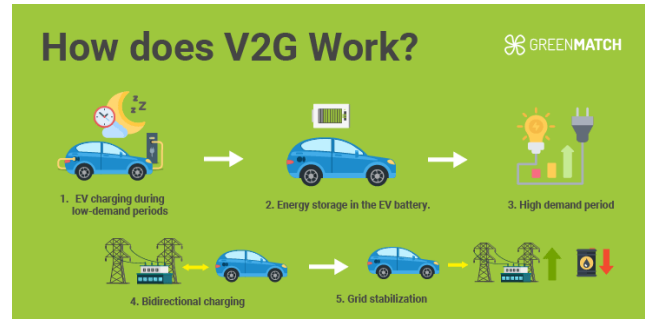 How does V2G Work?
GREENMATCH
zZZ
1. EV charging during
low-demand periods
2. Energy storage in the EV battery.
3. High demand period
4. Bidirectional charging
5. Grid stabilization